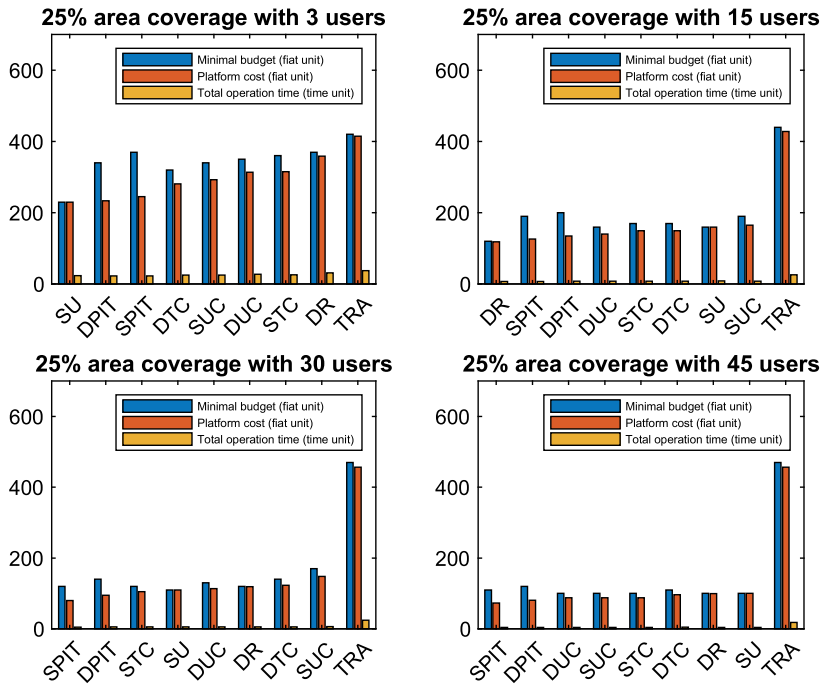 25% area coverage with 3 users
600
400
200
0
Minimal budget (fiat unit)
Platform cost (fiat unit)
Total operation time (time unit)
SU DPIT SPIT DTC SUC DUC STC DR TRA
25% area coverage with 15 users
600
400
200
0
Minimal budget (fiat unit)
Platform cost (fiat unit)
Total operation time (time unit)
DR SPIT DPIT DUC STC DTC SU SUC TRA
25% area coverage with 30 users
600
400
200
0
Minimal budget (fiat unit)
Platform cost (fiat unit)
Total operation time (time unit)
SPIT DPIT STC SU DUC DR DTC SUC TRA
25% area coverage with 45 users
600
400
200
0
Minimal budget (fiat unit)
Platform cost (fiat unit)
Total operation time (time unit)
SPIT DPIT DUC SUC STC DTC DR SU TRA